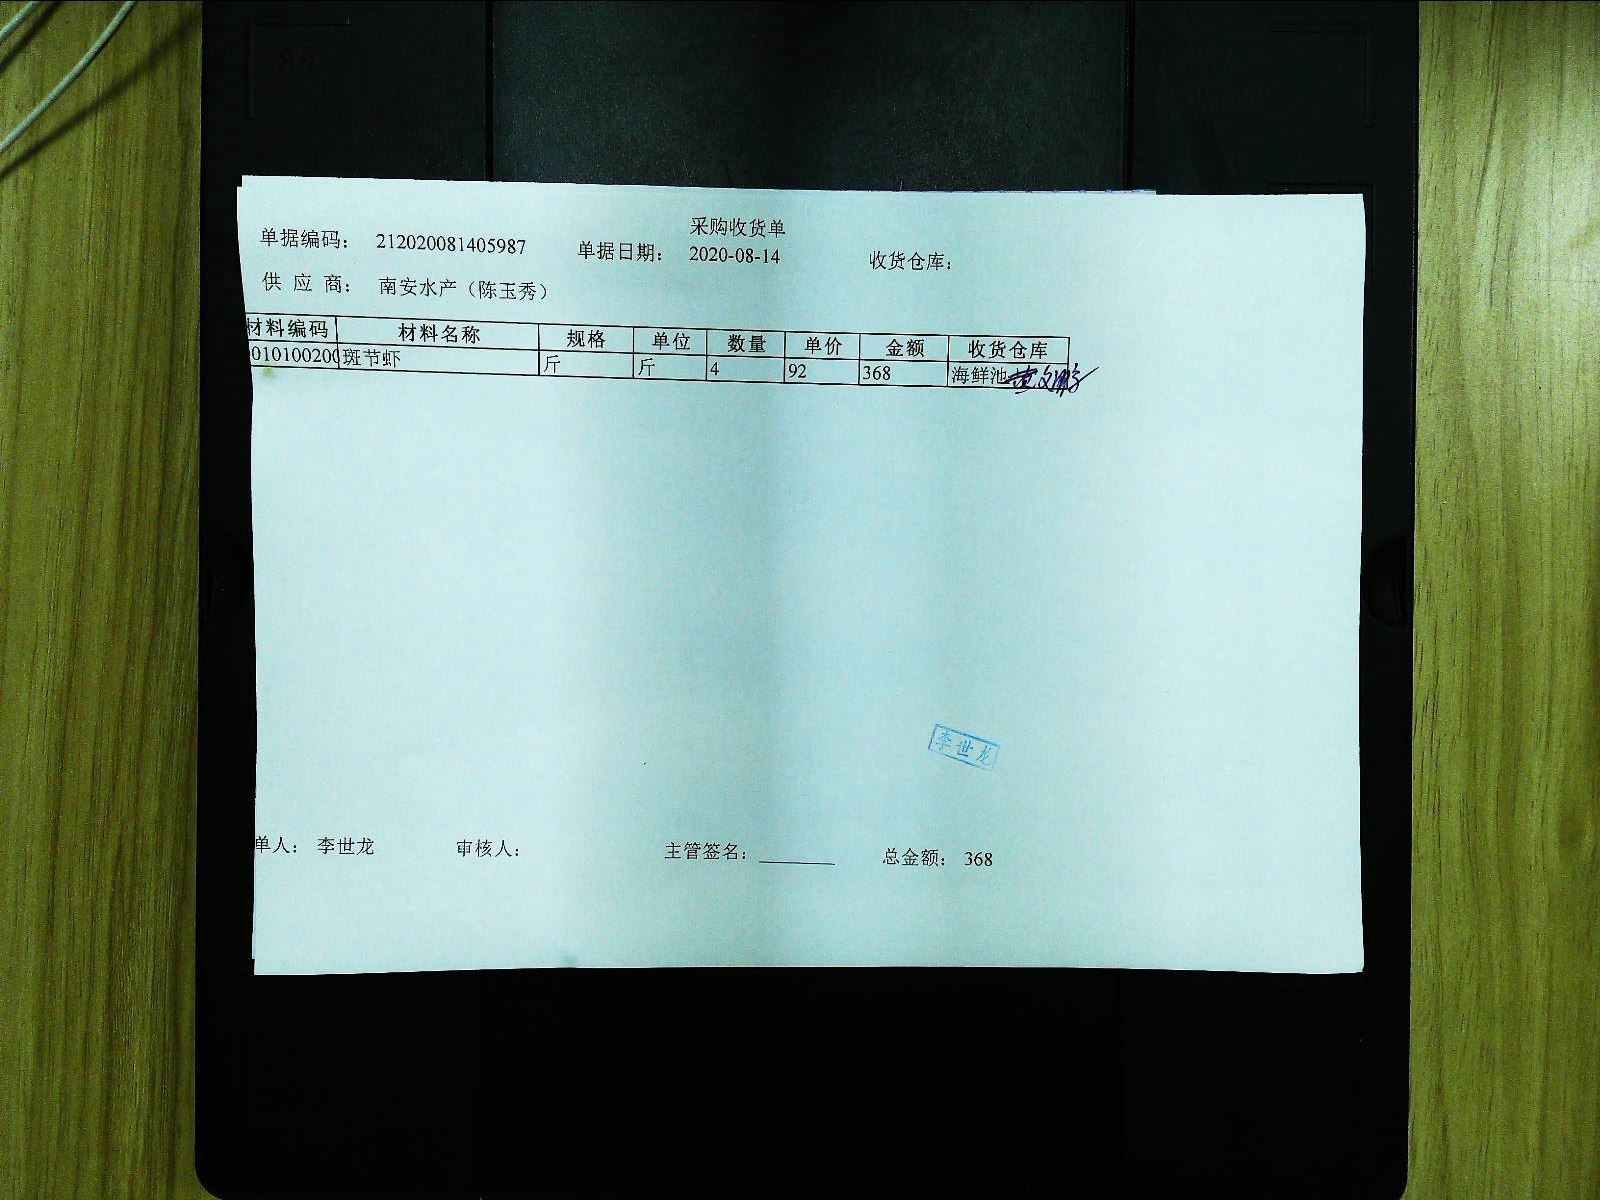 采购收货单
单据编码: 212020081405987 单据日期: 2020-08-14 收货仓库:
供 应 商: 南安水产（陈玉秀）
材料编码 材料名称 规格 单位 数量 单价 金额 收货仓库
010100200 斑节虾 斤 斤 4 92 368 海鲜池
李世龙
单人: 李世龙 审核人: 主管签名: ________ 总金额: 368